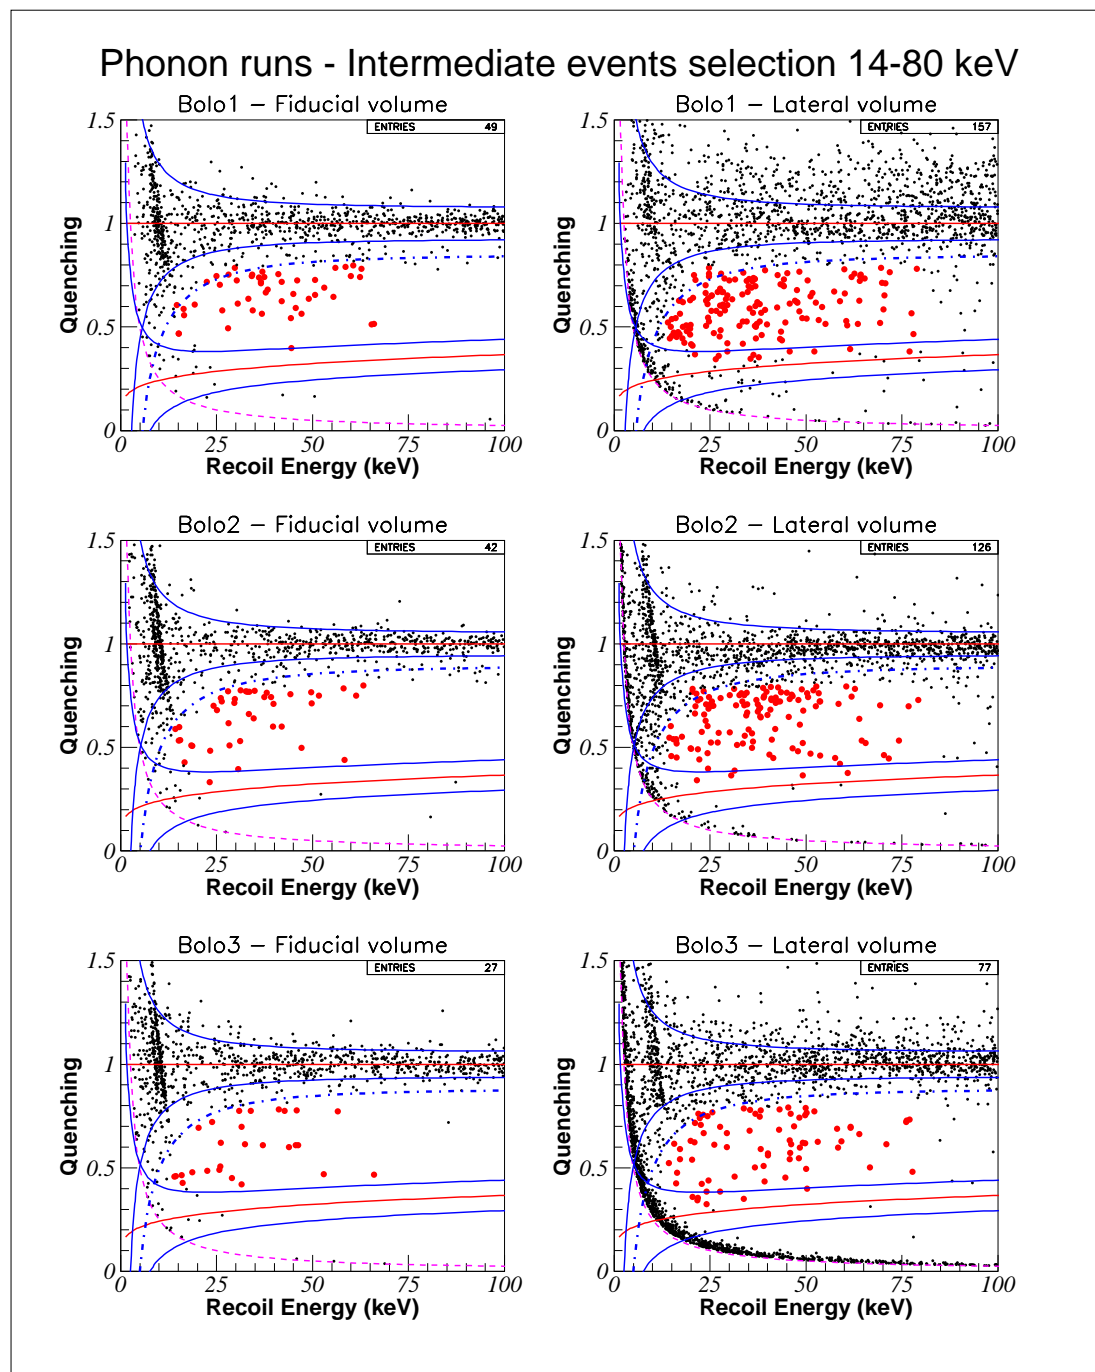 Phonon runs - Intermediate events selection 14-80 keV
Bolo1 – Fiducial volume
ENTRIES 49
1.5
1
0.5
0
Quenching
0 25 50 75 100
Recoil Energy (keV)
Bolo1 – Lateral volume
ENTRIES 157
1.5
1
0.5
0
Quenching
0 25 50 75 100
Recoil Energy (keV)
Bolo2 – Fiducial volume
ENTRIES 42
1.5
1
0.5
0
Quenching
0 25 50 75 100
Recoil Energy (keV)
Bolo2 – Lateral volume
ENTRIES 126
1.5
1
0.5
0
Quenching
0 25 50 75 100
Recoil Energy (keV)
Bolo3 – Fiducial volume
ENTRIES 27
1.5
1
0.5
0
Quenching
0 25 50 75 100
Recoil Energy (keV)
Bolo3 – Lateral volume
ENTRIES 77
1.5
1
0.5
0
Quenching
0 25 50 75 100
Recoil Energy (keV)